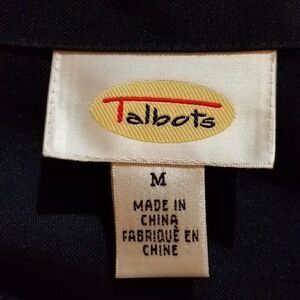 Talbots
M
MADE IN
CHINA
FABRIQUÉ EN
CHINE